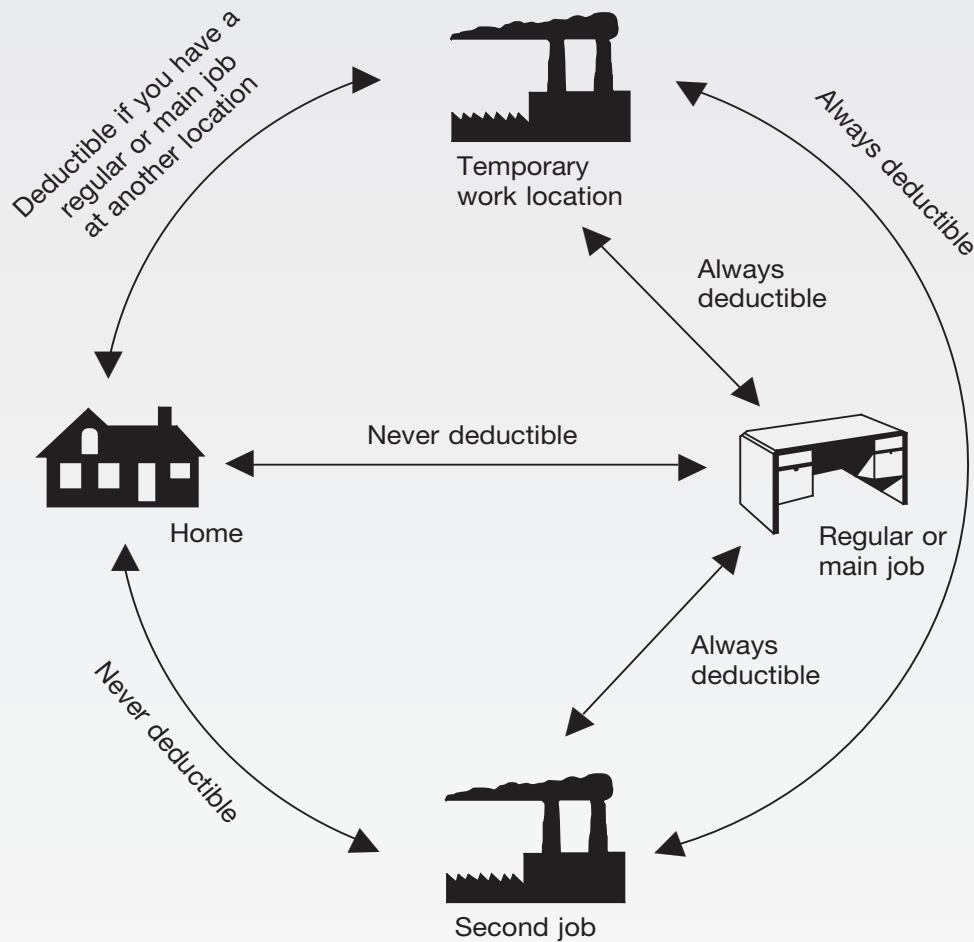 Deductible if you have a
regular or main job
at another location
Temporary
work location
Always deductible
Always
deductible
Never deductible
Home
Regular or
main job
Always
deductible
Never deductible
Second job